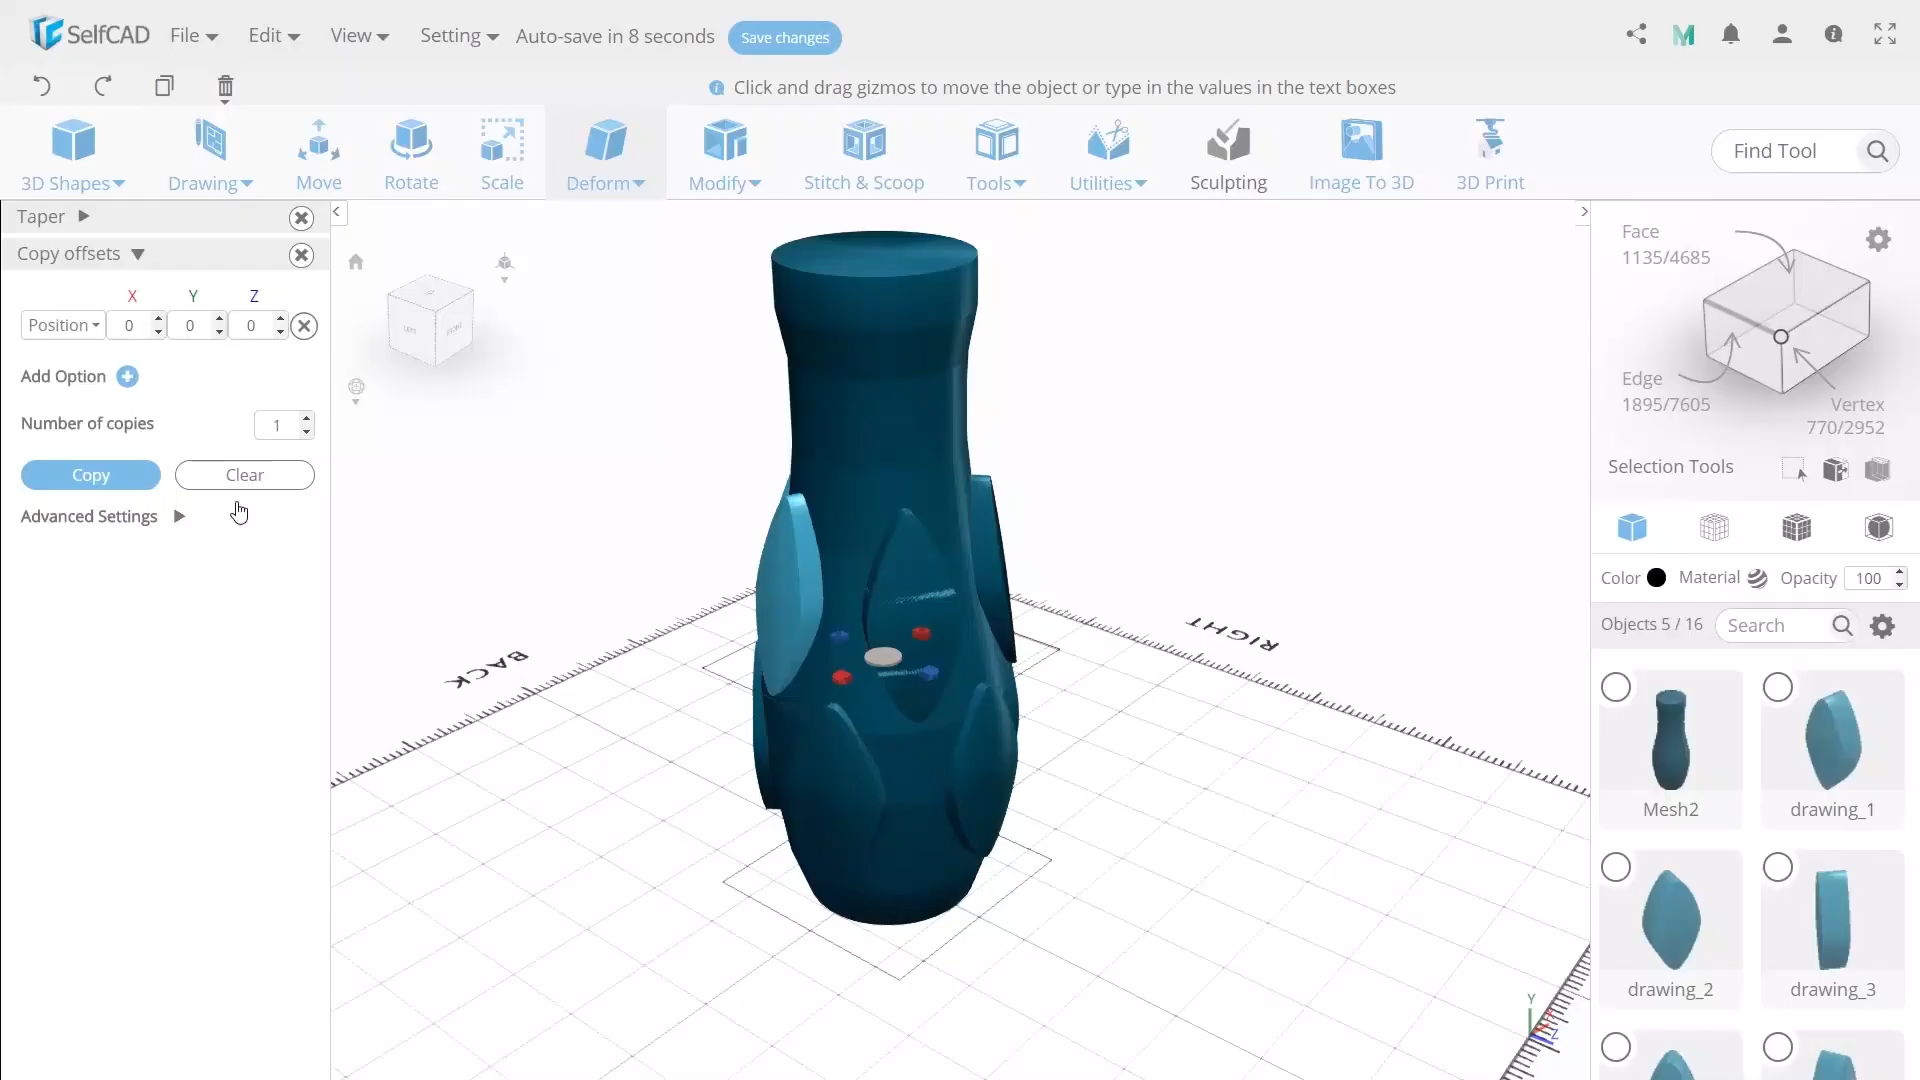 SelfCAD File Edit View Setting Auto-save in 8 seconds Save changes
Click and drag gizmos to move the object or type in the values in the text boxes
3D Shapes Drawing Move Rotate Scale Deform Modify Stitch & Scoop Tools Utilities Sculpting Image To 3D 3D Print Find Tool
Taper
Copy offsets
X Y Z
Position 0 0 0
Add Option
Number of copies 1
Copy Clear
Advanced Settings
LEFT FRONT
BACK
RIGHT
Y
X
Z
Face
1135/4685
Edge
1895/7605
Vertex
770/2952
Selection Tools
Color Material Opacity 100
Objects 5 / 16 Search
Mesh2 drawing_1
drawing_2 drawing_3